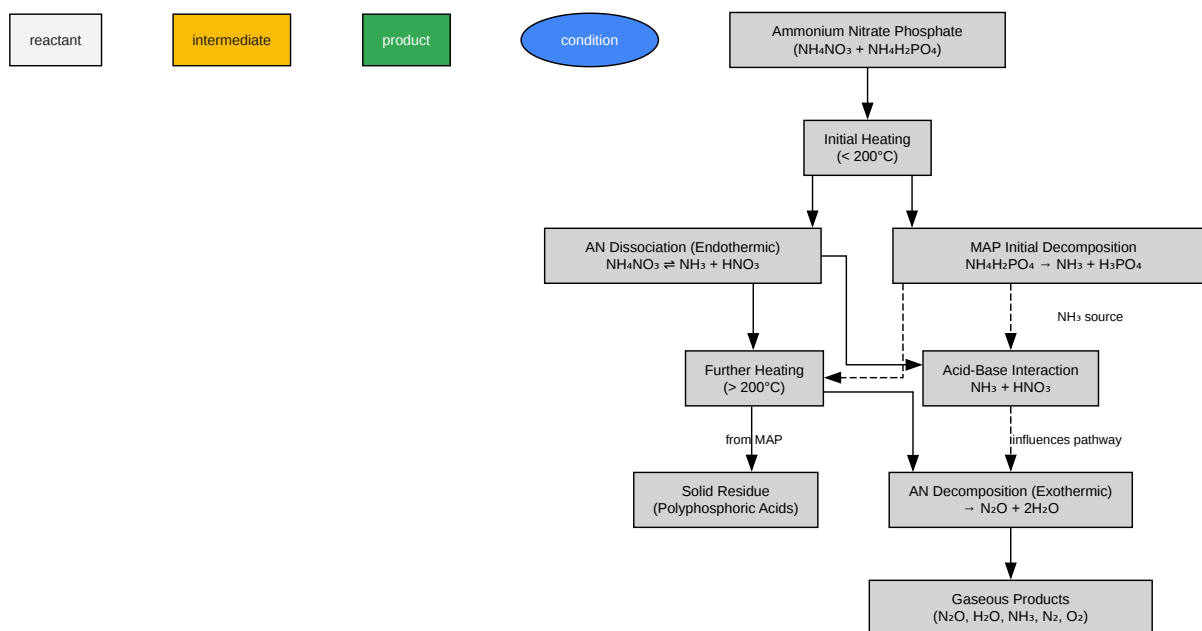 reactant
intermediate
product
condition
Ammonium Nitrate Phosphate
(NH₄NO₃ + NH₄H₂PO₄)
Initial Heating
(< 200°C)
AN Dissociation (Endothermic)
NH₄NO₃ ⇌ NH₃ + HNO₃
MAP Initial Decomposition
NH₄H₂PO₄ → NH₃ + H₃PO₄
NH₃ source
Further Heating
(> 200°C)
Acid-Base Interaction
NH₃ + HNO₃
from MAP
influences pathway
Solid Residue
(Polyphosphoric Acids)
AN Decomposition (Exothermic)
→ N₂O + 2H₂O
Gaseous Products
(N₂O, H₂O, NH₃, N₂, O₂)